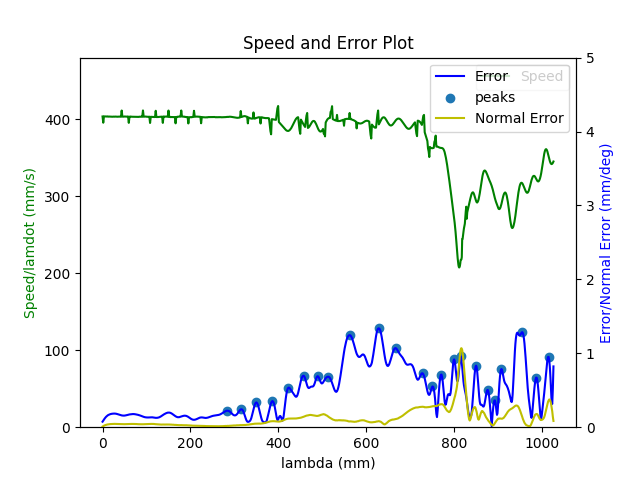 Speed and Error Plot
Speed
Error
peaks
Normal Error
Speed/lamdot (mm/s)
400
300
200
100
0
5
4
3
2
1
0
Error/Normal Error (mm/deg)
0 200 400 600 800 1000
lambda (mm)